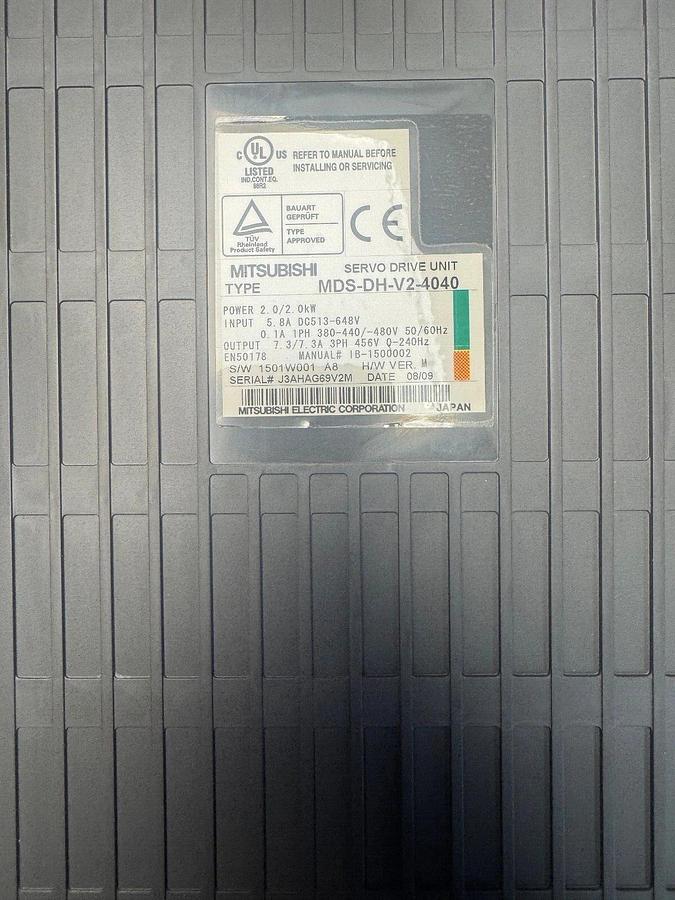 C UL US
LISTED
IND.CONT.EQ.
88R2
REFER TO MANUAL BEFORE
INSTALLING OR SERVICING
TÜV
Rheinland
Product Safety
BAUART
GEPRÜFT
TYPE
APPROVED
CE
MITSUBISHI SERVO DRIVE UNIT
TYPE MDS-DH-V2-4040
POWER 2.0/2.0kW
INPUT 5.8A DC513-648V
0.1A 1PH 380-440/-480V 50/60Hz
OUTPUT 7.3/7.3A 3PH 456V 0-240Hz
EN50178 MANUAL# IB-1500002
S/W 1501W001 A8 H/W VER. M
SERIAL# J3AHAG69V2M DATE 08/09
MITSUBISHI ELECTRIC CORPORATION JAPAN